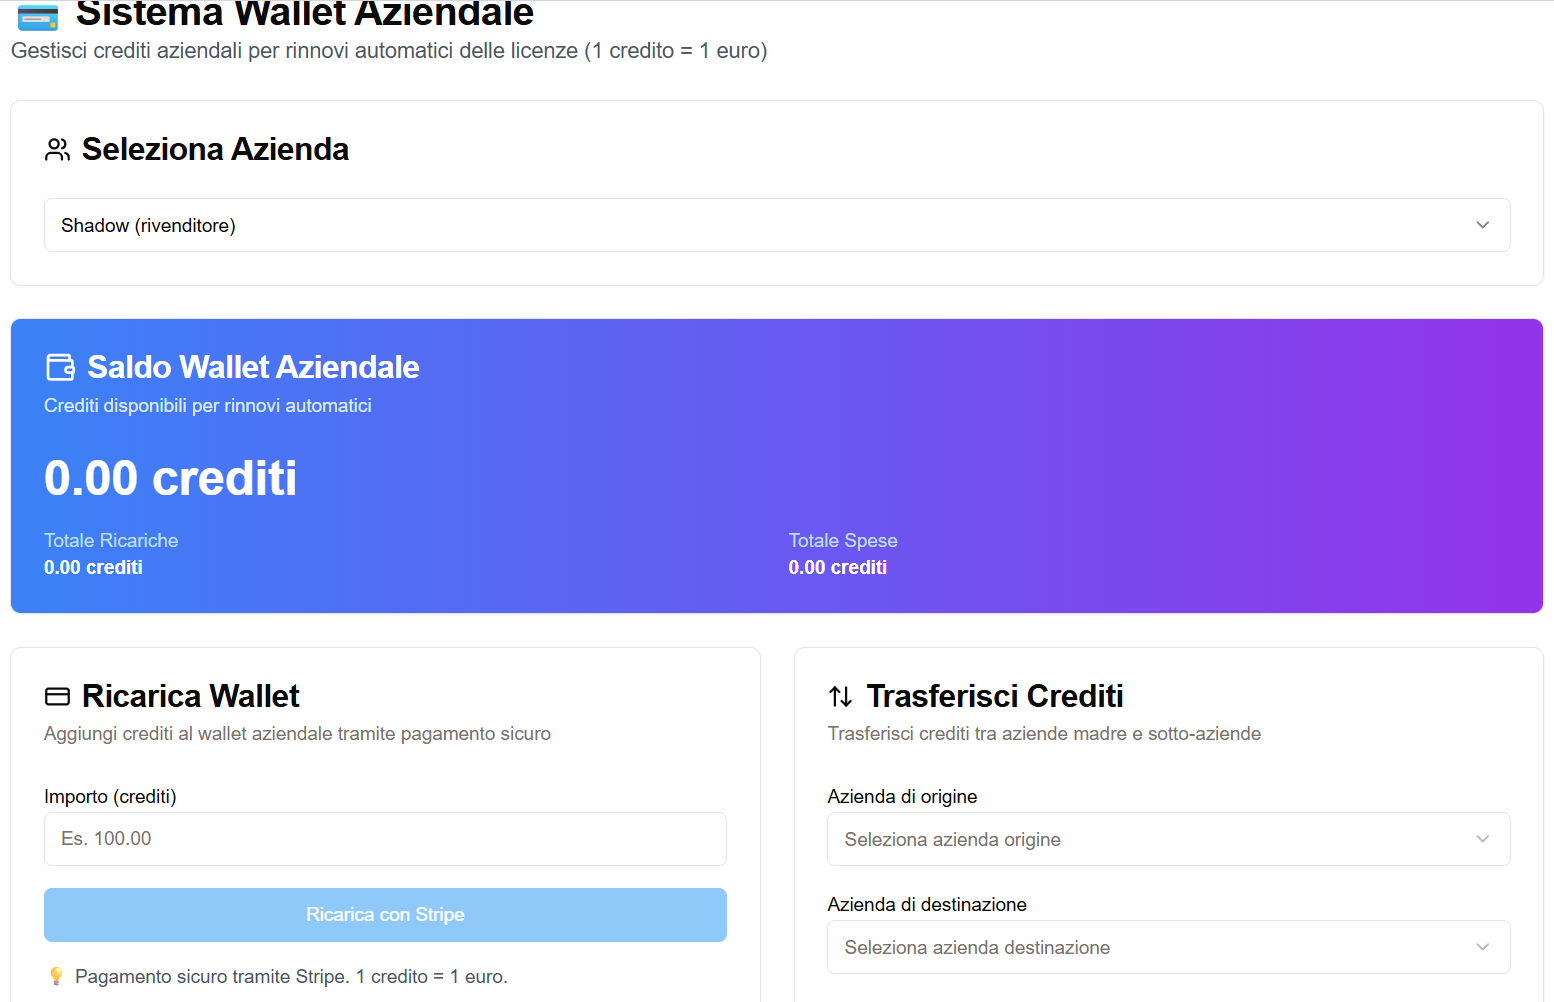 Sistema Wallet Aziendale
Gestisci crediti aziendali per rinnovi automatici delle licenze (1 credito = 1 euro)
Seleziona Azienda
Shadow (rivenditore)
Saldo Wallet Aziendale
Crediti disponibili per rinnovi automatici
0.00 crediti
Totale Ricariche
0.00 crediti
Totale Spese
0.00 crediti
Ricarica Wallet
Aggiungi crediti al wallet aziendale tramite pagamento sicuro
Importo (crediti)
Es. 100.00
Ricarica con Stripe
Pagamento sicuro tramite Stripe. 1 credito = 1 euro.
Trasferisci Crediti
Trasferisci crediti tra aziende madre e sotto-aziende
Azienda di origine
Seleziona azienda origine
Azienda di destinazione
Seleziona azienda destinazione